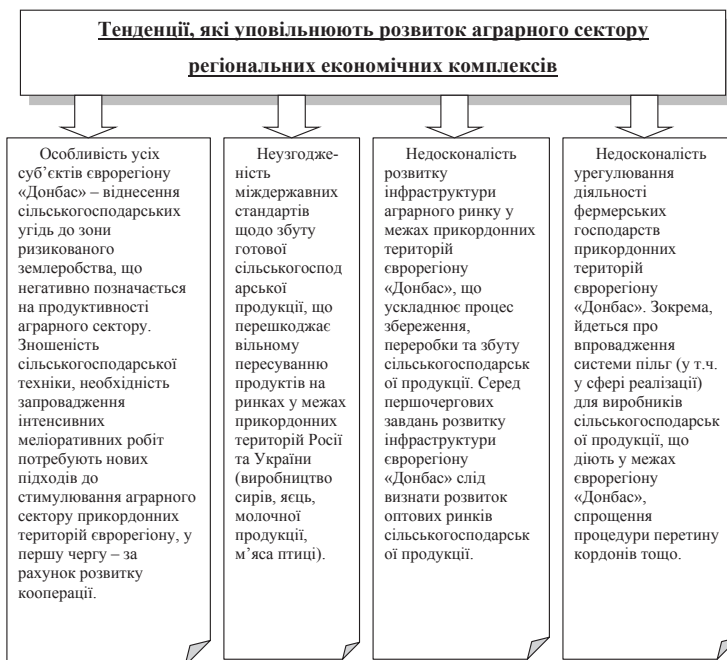 Тенденції, які уповільнюють розвиток аграрного сектору
регіональних економічних комплексів
Особливість усіх
суб’єктів єврорегіону
«Донбас» – віднесення
сільськогосподарських
угідь до зони
ризикованого
землеробства, що
негативно позначається
на продуктивності
аграрного сектору.
Зношеність
сільськогосподарської
техніки, необхідність
запровадження
інтенсивних
меліоративних робіт
потребують нових
підходів до
стимулювання аграрного
сектору прикордонних
територій єврорегіону, у
першу чергу – за
рахунок розвитку
кооперації.
Неузгодже-
ність
міждержавних
стандартів
щодо збуту
готової
сільськогоспод
арської
продукції, що
перешкоджає
вільному
пересуванню
продуктів на
ринках у межах
прикордонних
територій Росії
та України
(виробництво
сирів, яєць,
молочної
продукції,
м’яса птиці).
Недосконалість
розвитку
інфраструктури
аграрного ринку у
межах прикордонних
територій
єврорегіону
«Донбас», що
ускладнює процес
збереження,
переробки та збуту
сільськогосподарськ
ої продукції. Серед
першочергових
завдань розвитку
інфраструктури
єврорегіону
«Донбас» слід
визнати розвиток
оптових ринків
сільськогосподарськ
ої продукції.
Недосконалість
урегулювання
діяльності
фермерських
господарств
прикордонних
територій
єврорегіону
«Донбас». Зокрема,
йдеться про
впровадження
системи пільг (у т.ч.
у сфері реалізації)
для виробників
сільськогосподарськ
ої продукції, що
діють у межах
єврорегіону
«Донбас»,
спрощення
процедури перетину
кордонів тощо.